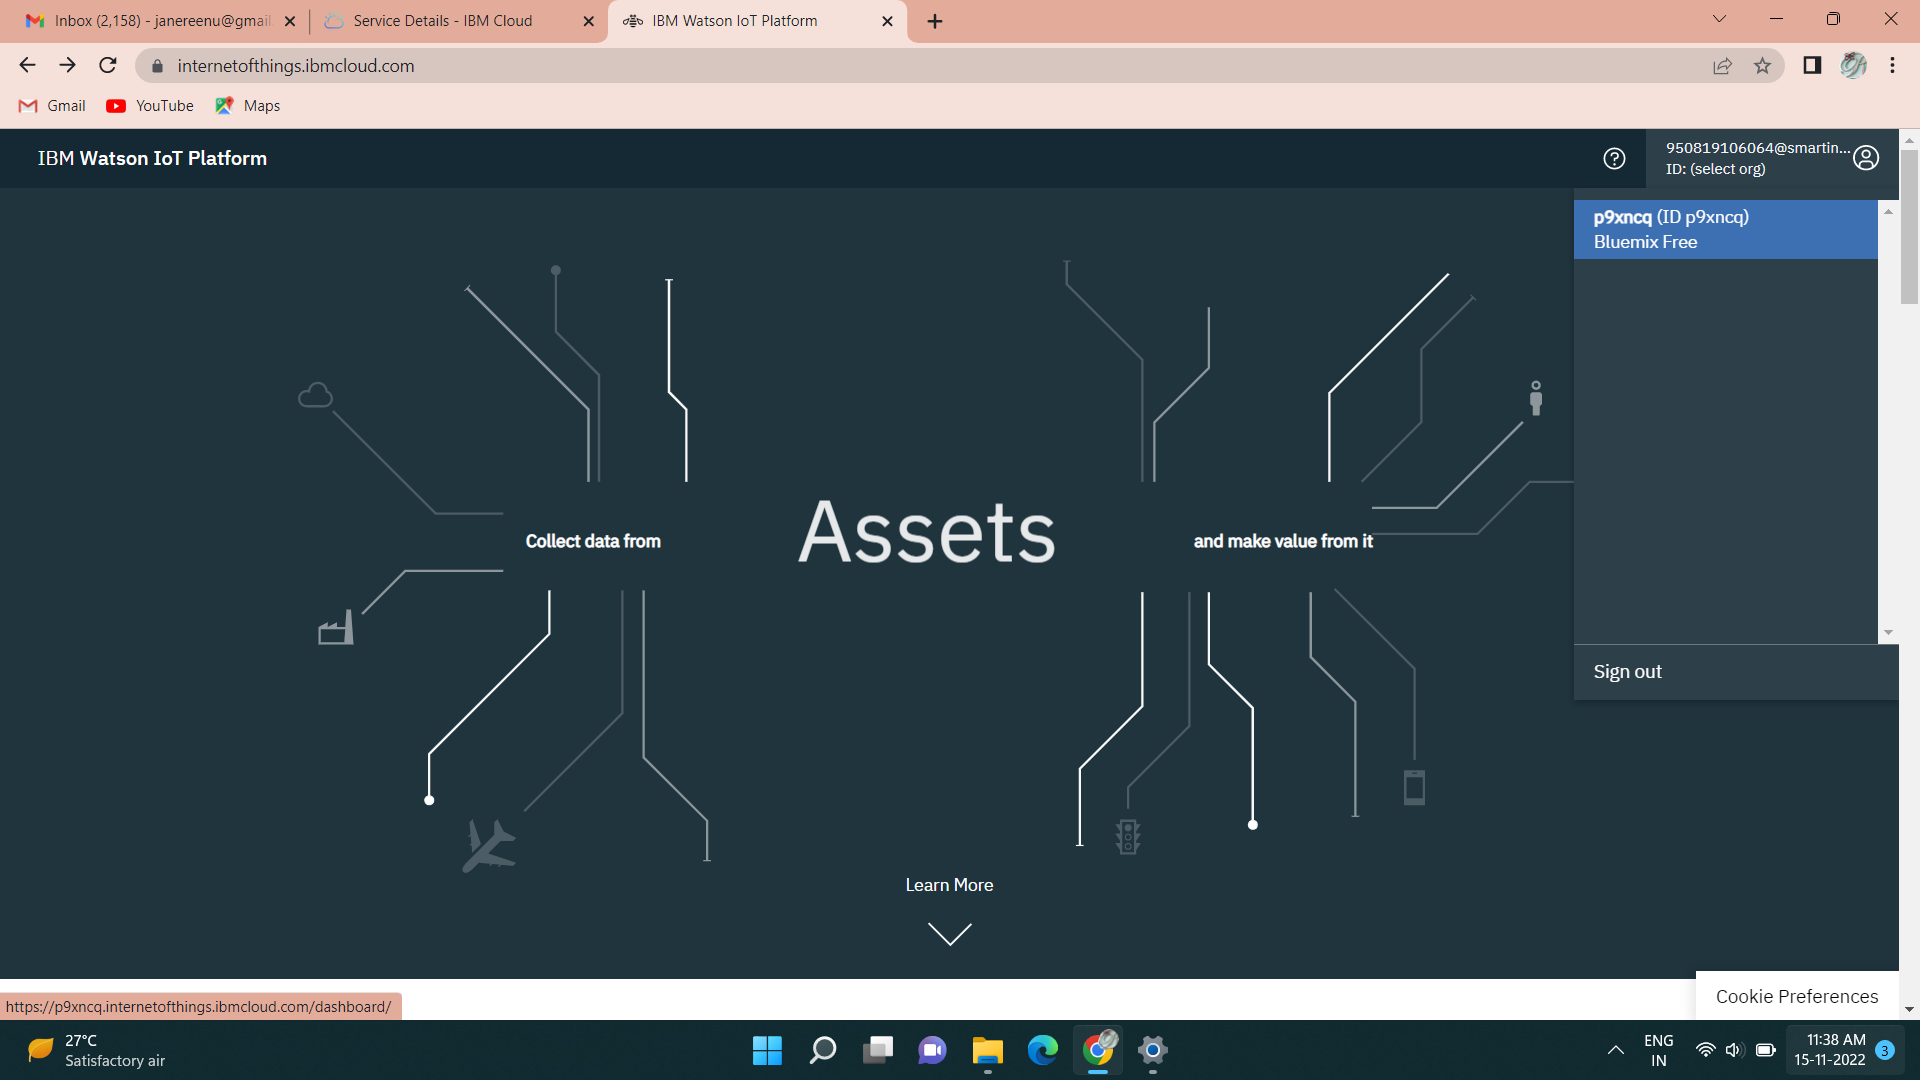 Inbox (2,158) - janereenu@gmail.
Service Details - IBM Cloud
IBM Watson IoT Platform
internetofthings.ibmcloud.com
Gmail
YouTube
Maps
IBM Watson IoT Platform
950819106064@smartin...
ID: (select org)
p9xncq (ID p9xncq)
Bluemix Free
Sign out
Collect data from
Assets
and make value from it
Learn More
Cookie Preferences
https://p9xncq.internetofthings.ibmcloud.com/dashboard/
27°C
Satisfactory air
ENG
IN
11:38 AM
15-11-2022
3